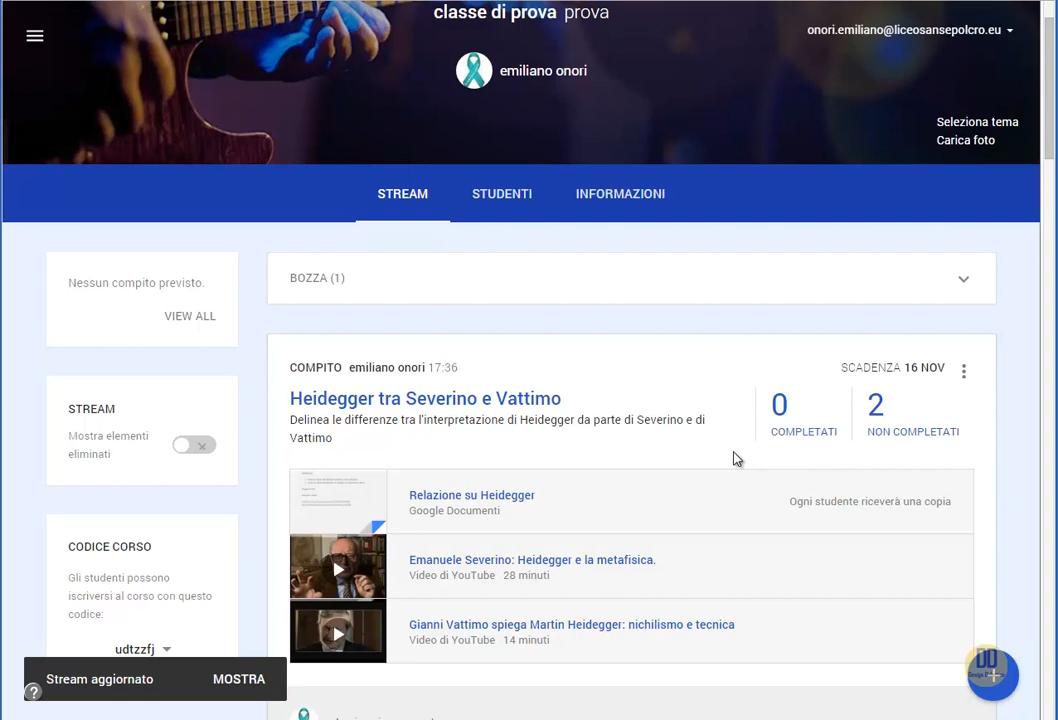 classe di prova prova
onori.emiliano@liceosansepolcro.eu
emiliano onori
Seleziona tema
Carica foto
STREAM
STUDENTI
INFORMAZIONI
Nessun compito previsto.
VIEW ALL
STREAM
Mostra elementi
eliminati
CODICE CORSO
Gli studenti possono
iscriversi al corso con questo
codice:
udtzzfj
BOZZA (1)
COMPITO emiliano onori 17:36
SCADENZA 16 NOV
Heidegger tra Severino e Vattimo
Delinea le differenze tra l'interpretazione di Heidegger da parte di Severino e di
Vattimo
0
COMPLETATI
2
NON COMPLETATI
Relazione su Heidegger
Google Documenti
Ogni studente riceverà una copia
Emanuele Severino: Heidegger e la metafisica.
Video di YouTube 28 minuti
Gianni Vattimo spiega Martin Heidegger: nichilismo e tecnica
Video di YouTube 14 minuti
Stream aggiornato
MOSTRA
?
DD